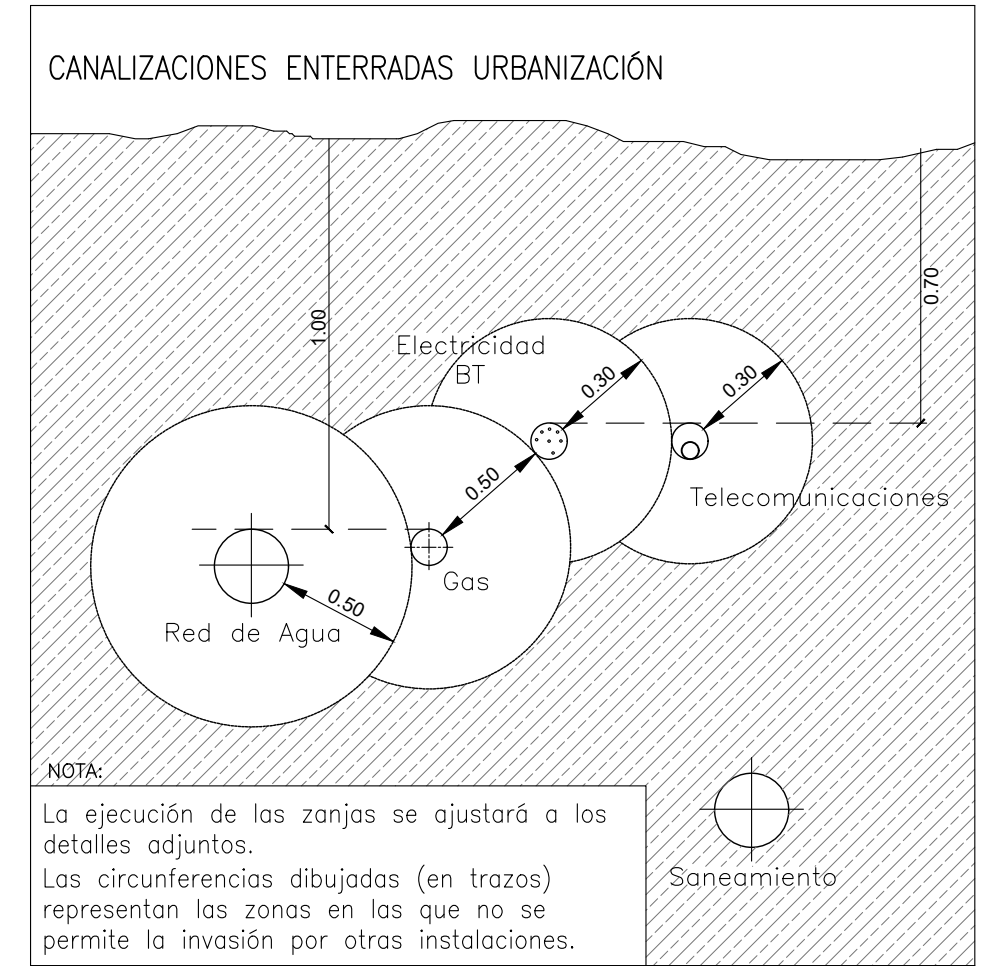 CANALIZACIONES ENTERRADAS URBANIZACIÓN
1.00
0.70
Electricidad
BT
0.30
0.30
0.50
Telecomunicaciones
Gas
0.50
Red de Agua
NOTA:
La ejecución de las zanjas se ajustará a los
detalles adjuntos.
Las circunferencias dibujadas (en trazos)
representan las zonas en las que no se
permite la invasión por otras instalaciones.
Saneamiento